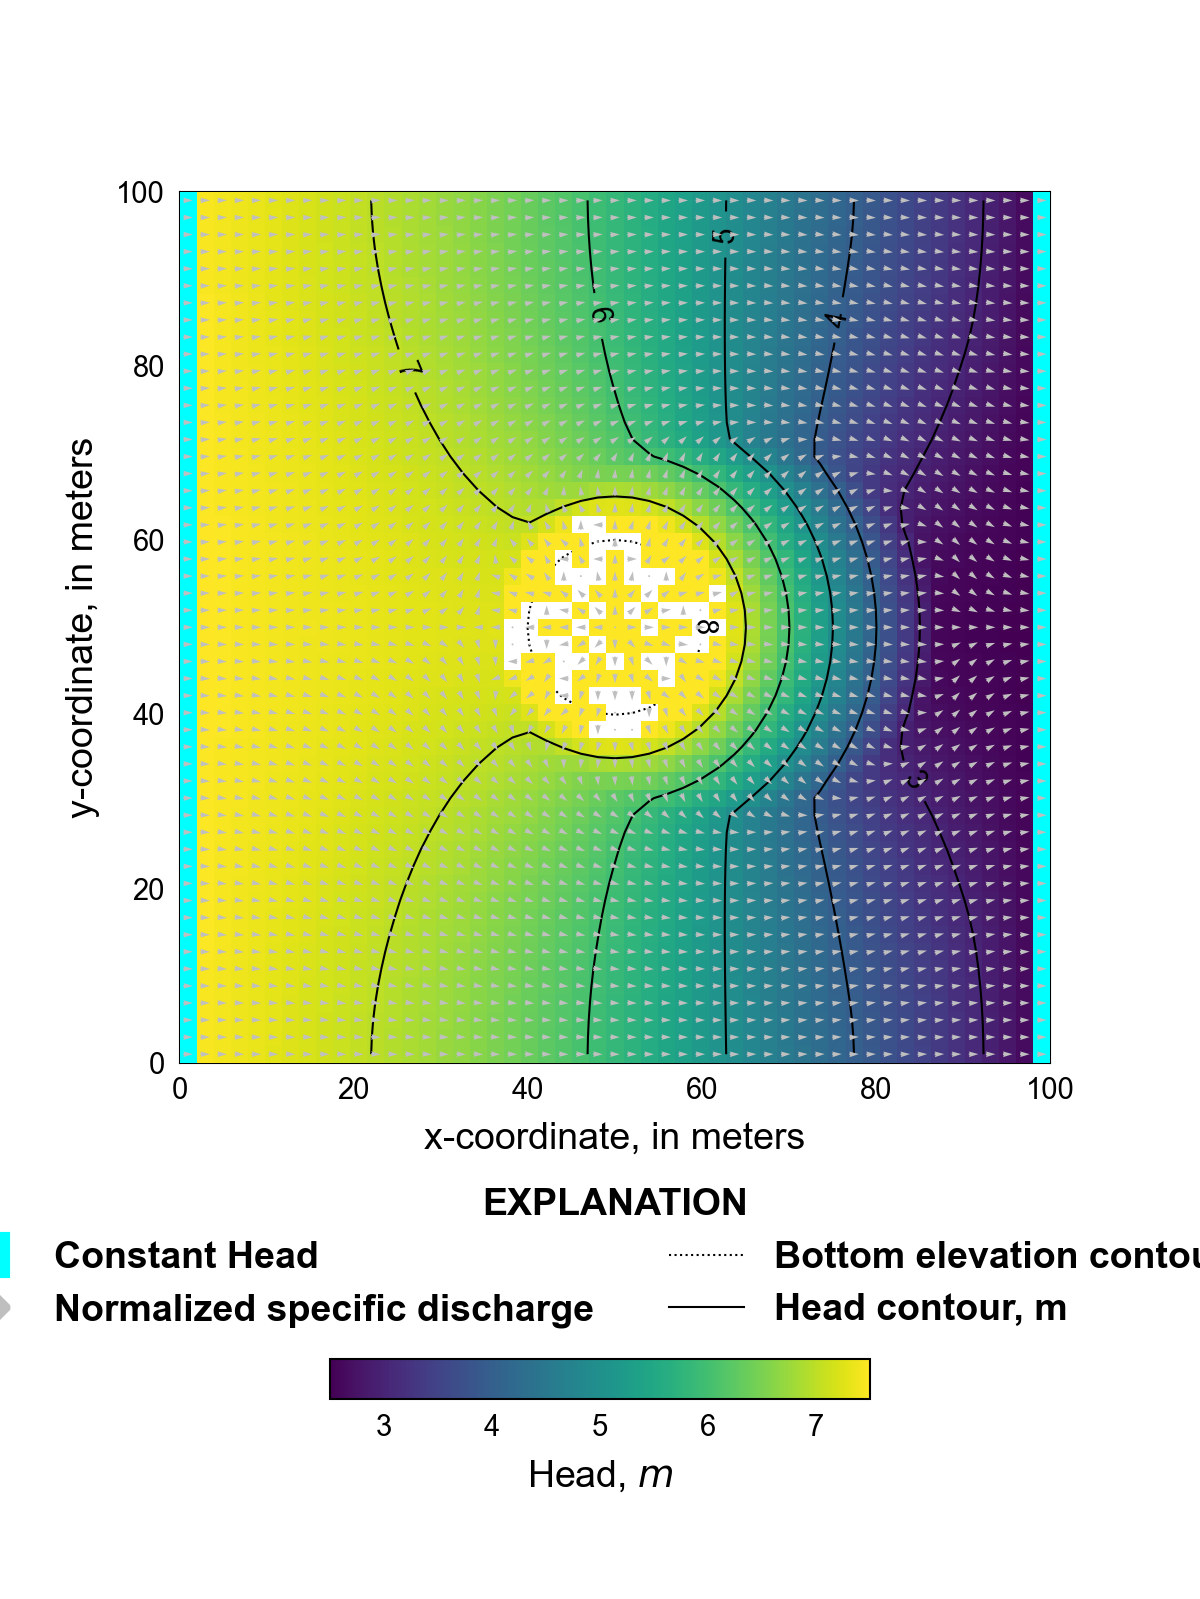 100
80
60
40
20
0
0 20 40 60 80 100
y-coordinate, in meters
x-coordinate, in meters
7
6
5
4
3
8
EXPLANATION
Constant Head
Bottom elevation contou
Normalized specific discharge
Head contour, m
3 4 5 6 7
Head, m